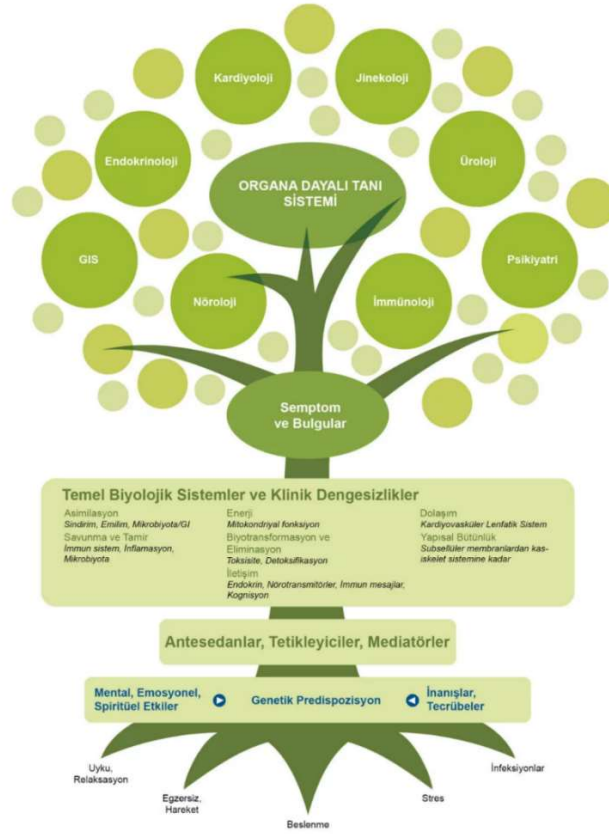 Kardiyoloji
Jinekoloji
Endokrinoloji
Üroloji
ORGANA DAYALI TANI
SİSTEMİ
GIS
Psikiyatri
Nöroloji
İmmünoloji
Semptom
ve Bulgular
Temel Biyolojik Sistemler ve Klinik Dengesizlikler
Asimilasyon
Sindirim, Emilim, Mikrobiyota/GI
Savunma ve Tamir
İmmun sistem, İnflamasyon,
Mikrobiyota
Enerji
Mitokondriyal fonksiyon
Biyotransformasyon ve
Eliminasyon
Toksisite, Detoksifikasyon
İletişim
Endokrin, Nörotransmitörler, İmmun mesajlar,
Kognisyon
Dolaşım
Kardiyovasküler Lenfatik Sistem
Yapısal Bütünlük
Subsellüler membranlardan kas-
iskelet sistemine kadar
Antesedanlar, Tetikleyiciler, Mediatörler
Mental, Emosyonel,
Spiritüel Etkiler
Genetik Predispozisyon
İnanışlar,
Tecrübeler
Uyku,
Relaksasyon
Egzersiz,
Hareket
Beslenme
Stres
İnfeksiyonlar